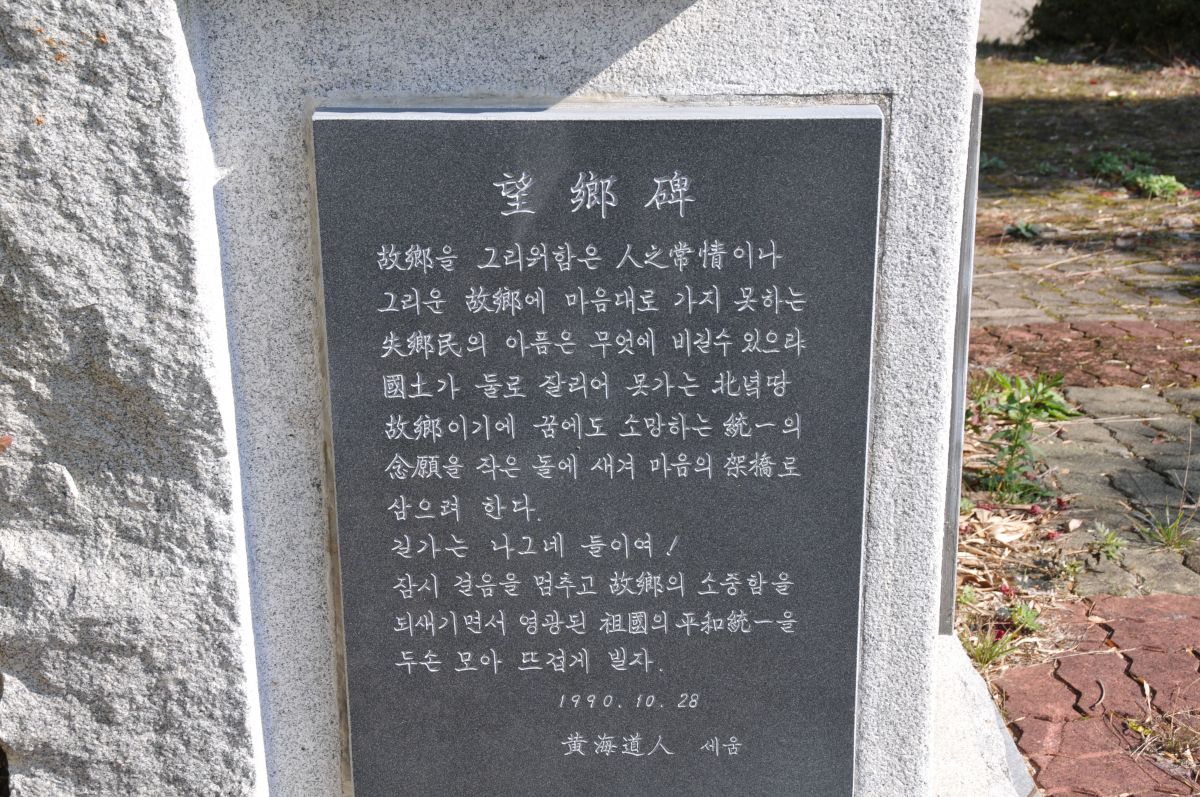 望鄕碑
故鄕을 그리워함은 人之常情이나
그리운 故鄕에 마음대로 가지 못하는
失鄕民의 아픔은 무엇에 비길수 있으랴
國土가 둘로 잘리어 못가는 北녘땅
故鄕이기에 꿈에도 소망하는 統一의
念願을 작은 돌에 새겨 마음의 架橋로
삼으려 한다.
길가는 나그네 들이여!
잠시 걸음을 멈추고 故鄕의 소중함을
되새기면서 영광된 祖國의 平和統一을
두손 모아 뜨겁게 빌자.
1990. 10. 28
黃海道人 세움